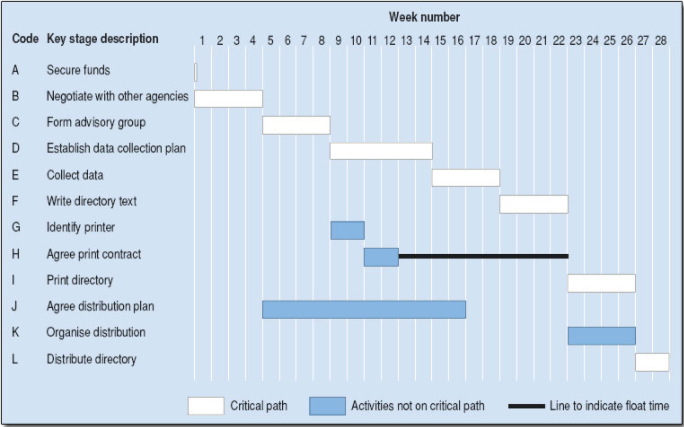 Week number
Code Key stage description 1 2 3 4 5 6 7 8 9 10 11 12 13 14 15 16 17 18 19 20 21 22 23 24 25 26 27 28
A Secure funds
B Negotiate with other agencies
C Form advisory group
D Establish data collection plan
E Collect data
F Write directory text
G Identify printer
H Agree print contract
I Print directory
J Agree distribution plan
K Organise distribution
L Distribute directory
Critical path Activities not on critical path Line to indicate float time